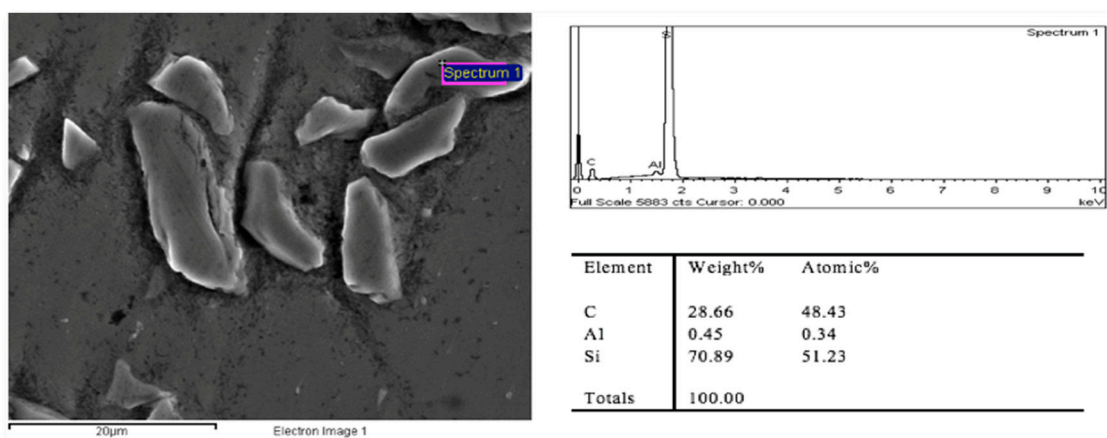 Spectrum 1
20µm
Electron Image 1
Spectrum 1
S
C
Al
0 1 2 3 4 5 6 7 8 9 10
Full Scale 5883 cts Cursor: 0.000
keV
Element Weight% Atomic%
C 28.66 48.43
Al 0.45 0.34
Si 70.89 51.23
Totals 100.00